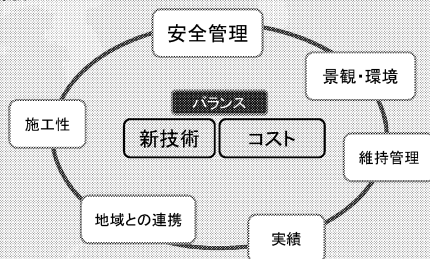 安全管理
景観・環境
バランス
施工性
新技術
コスト
維持管理
地域との連携
実績